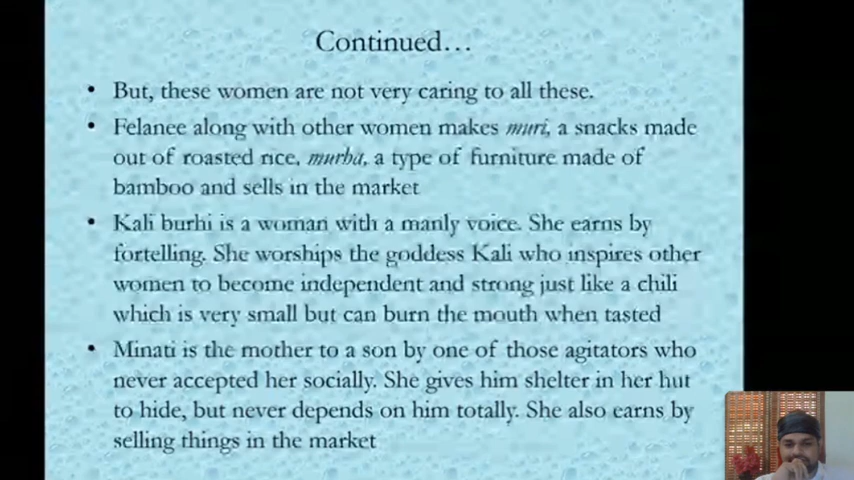 Continued…
• But, these women are not very caring to all these.
• Felanee along with other women makes muri, a snacks made
out of roasted rice, murha, a type of furniture made of
bamboo and sells in the market
• Kali burhi is a woman with a manly voice. She earns by
fortelling. She worships the goddess Kali who inspires other
women to become independent and strong just like a chili
which is very small but can burn the mouth when tasted
• Minati is the mother to a son by one of those agitators who
never accepted her socially. She gives him shelter in her hut
to hide, but never depends on him totally. She also earns by
selling things in the market